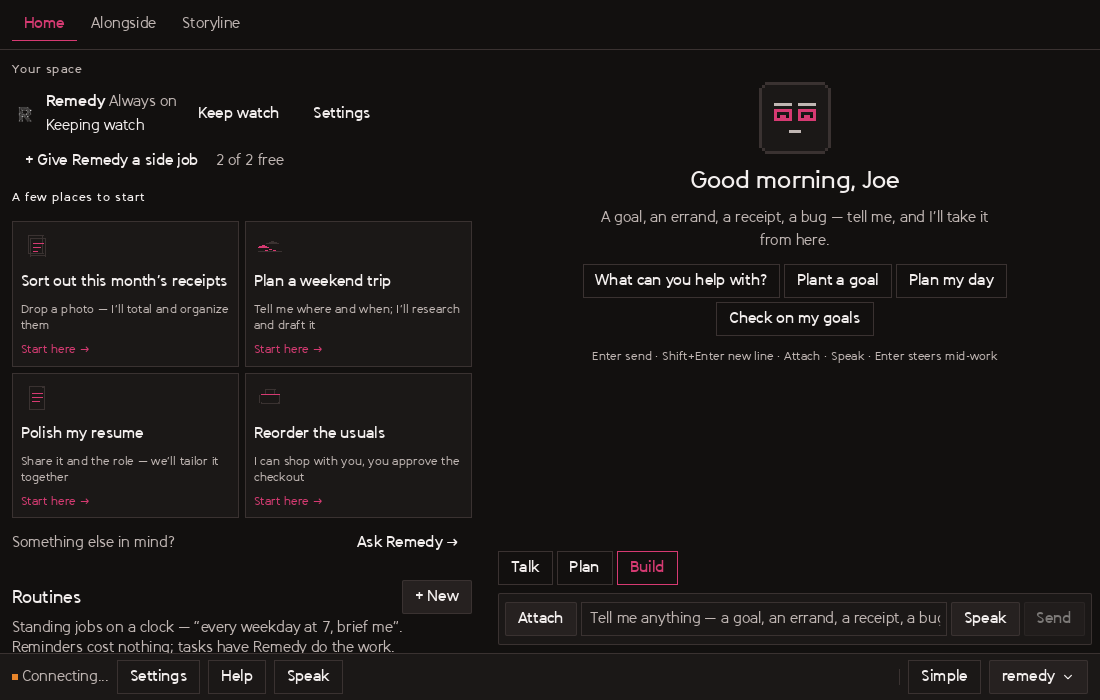 Home Alongside Storyline
Your space
Remedy Always on
Keeping watch
Keep watch Settings
+ Give Remedy a side job 2 of 2 free
A few places to start
Sort out this month's receipts
Drop a photo — I'll total and organize
them
Start here →
Plan a weekend trip
Tell me where and when; I'll research
and draft it
Start here →
Polish my resume
Share it and the role — we'll tailor it
together
Start here →
Reorder the usuals
I can shop with you, you approve the
checkout
Start here →
Something else in mind? Ask Remedy →
Routines + New
Standing jobs on a clock — “every weekday at 7, brief me”.
Reminders cost nothing; tasks have Remedy do the work.
Good morning, Joe
A goal, an errand, a receipt, a bug — tell me, and I'll take it
from here.
What can you help with? Plant a goal Plan my day
Check on my goals
Enter send · Shift+Enter new line · Attach · Speak · Enter steers mid-work
Talk Plan Build
Attach Tell me anything — a goal, an errand, a receipt, a bug Speak Send
Connecting... Settings Help Speak Simple remedy